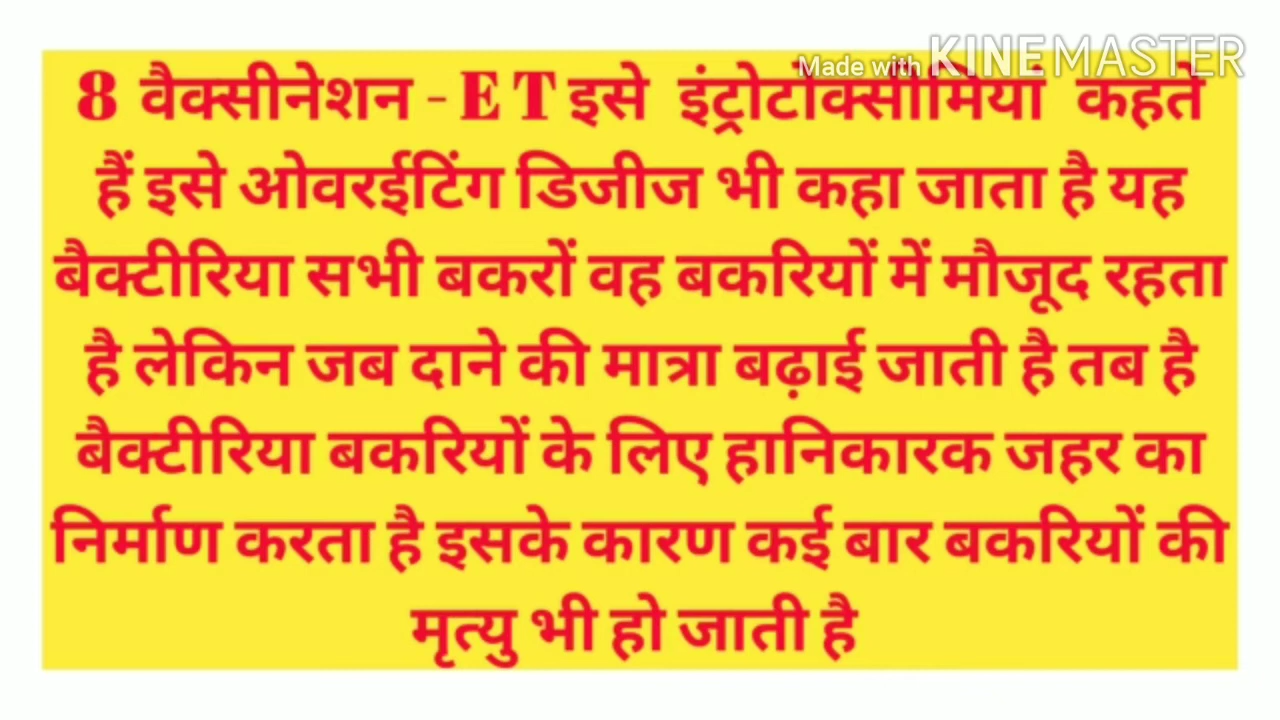 Made with KINEMASTER
8 वैक्सीनेशन - E T इसे इंट्रोटोक्सीमिया कहते
हैं इसे ओवरईटिंग डिजीज भी कहा जाता है यह
बैक्टीरिया सभी बकरों वह बकरियों में मौजूद रहता
है लेकिन जब दाने की मात्रा बढ़ाई जाती है तब है
बैक्टीरिया बकरियों के लिए हानिकारक जहर का
निर्माण करता है इसके कारण कई बार बकरियों की
मृत्यु भी हो जाती है